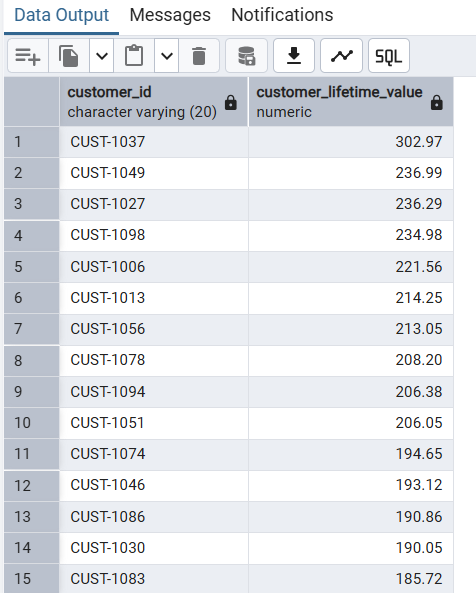 Data Output Messages Notifications
SQL
customer_id customer_lifetime_value
character varying (20) numeric
1 CUST-1037 302.97
2 CUST-1049 236.99
3 CUST-1027 236.29
4 CUST-1098 234.98
5 CUST-1006 221.56
6 CUST-1013 214.25
7 CUST-1056 213.05
8 CUST-1078 208.20
9 CUST-1094 206.38
10 CUST-1051 206.05
11 CUST-1074 194.65
12 CUST-1046 193.12
13 CUST-1086 190.86
14 CUST-1030 190.05
15 CUST-1083 185.72